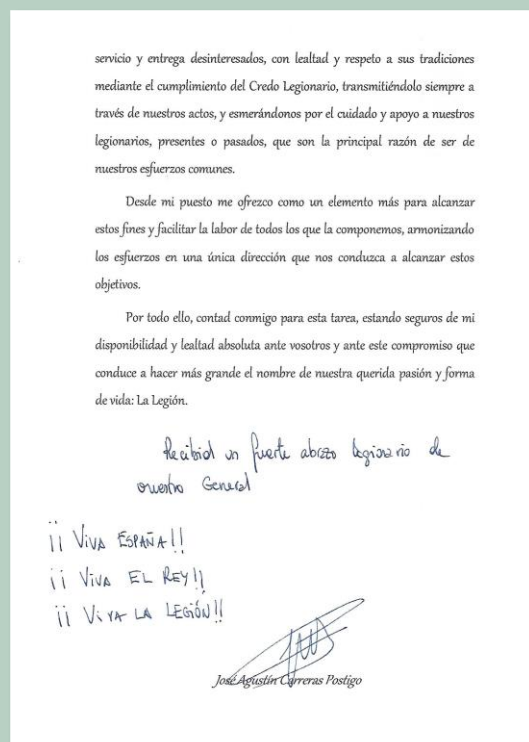 servicio y entrega desinteresados, con lealtad y respeto a sus tradiciones
mediante el cumplimiento del Credo Legionario, transmitiéndolo siempre a
través de nuestros actos, y esmerándonos por el cuidado y apoyo a nuestros
legionarios, presentes o pasados, que son la principal razón de ser de
nuestros esfuerzos comunes.
Desde mi puesto me ofrezco como un elemento más para alcanzar
estos fines y facilitar la labor de todos los que la componemos, armonizando
los esfuerzos en una única dirección que nos conduzca a alcanzar estos
objetivos.
Por todo ello, contad conmigo para esta tarea, estando seguros de mi
disponibilidad y lealtad absoluta ante vosotros y ante este compromiso que
conduce a hacer más grande el nombre de nuestra querida pasión y forma
de vida: La Legión.
Recibid un fuerte abrazo legionario de
vuestro General
¡¡ VIVA ESPAÑA!!
¡¡ VIVA EL REY!!
¡¡ VIVA LA LEGIÓN!!
José Agustín Carreras Postigo